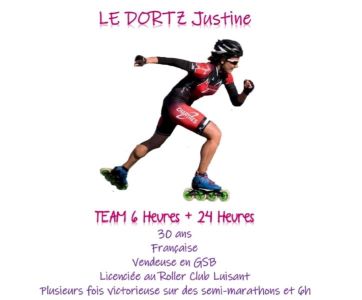 LE DORTZ Justine
TEAM 6 Heures + 24 Heures
30 ans
Française
Vendeuse en GSB
Licenciée au Roller Club Luisant
Plusieurs fois victorieuse sur des semi-marathons et 6h